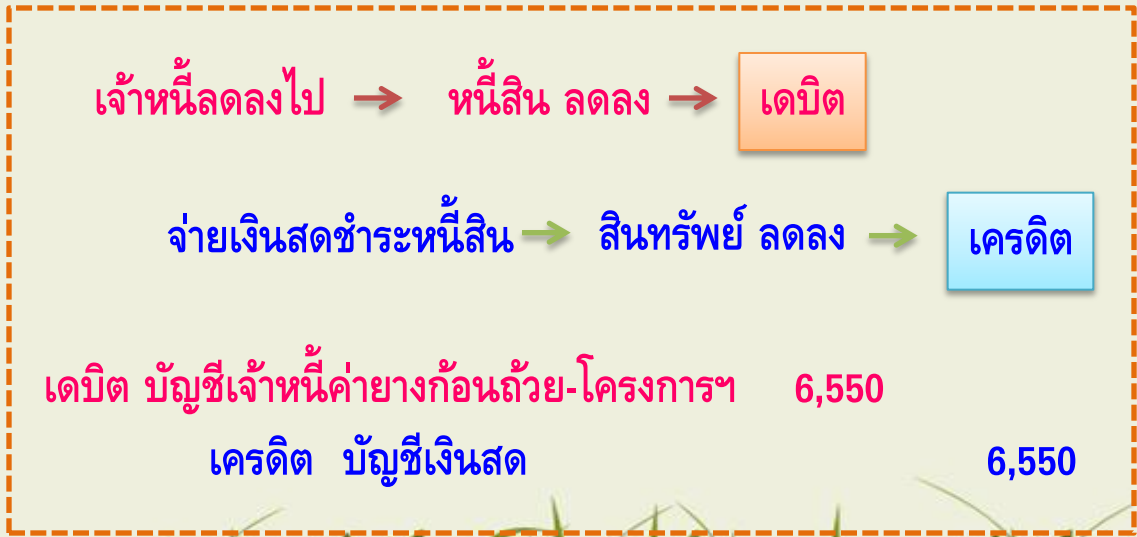 เจ้าหนี้ลดลงไป → หนี้สิน ลดลง → เดบิต
จ่ายเงินสดชำระหนี้สิน → สินทรัพย์ ลดลง → เครดิต
เดบิต บัญชีเจ้าหนี้ค่ายางก้อนถ้วย-โครงการฯ 6,550
เครดิต บัญชีเงินสด 6,550